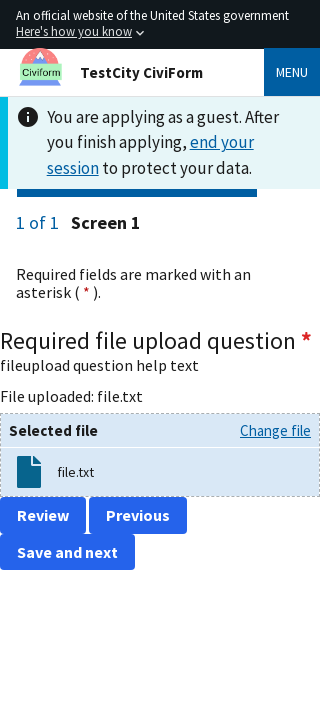 An official website of the United States government
Here's how you know
Civiform
TestCity CiviForm
MENU
You are applying as a guest. After
you finish applying, end your
session to protect your data.
1 of 1 Screen 1
Required fields are marked with an
asterisk ( * ).
Required file upload question *
fileupload question help text
File uploaded: file.txt
Selected file
Change file
file.txt
Review
Previous
Save and next